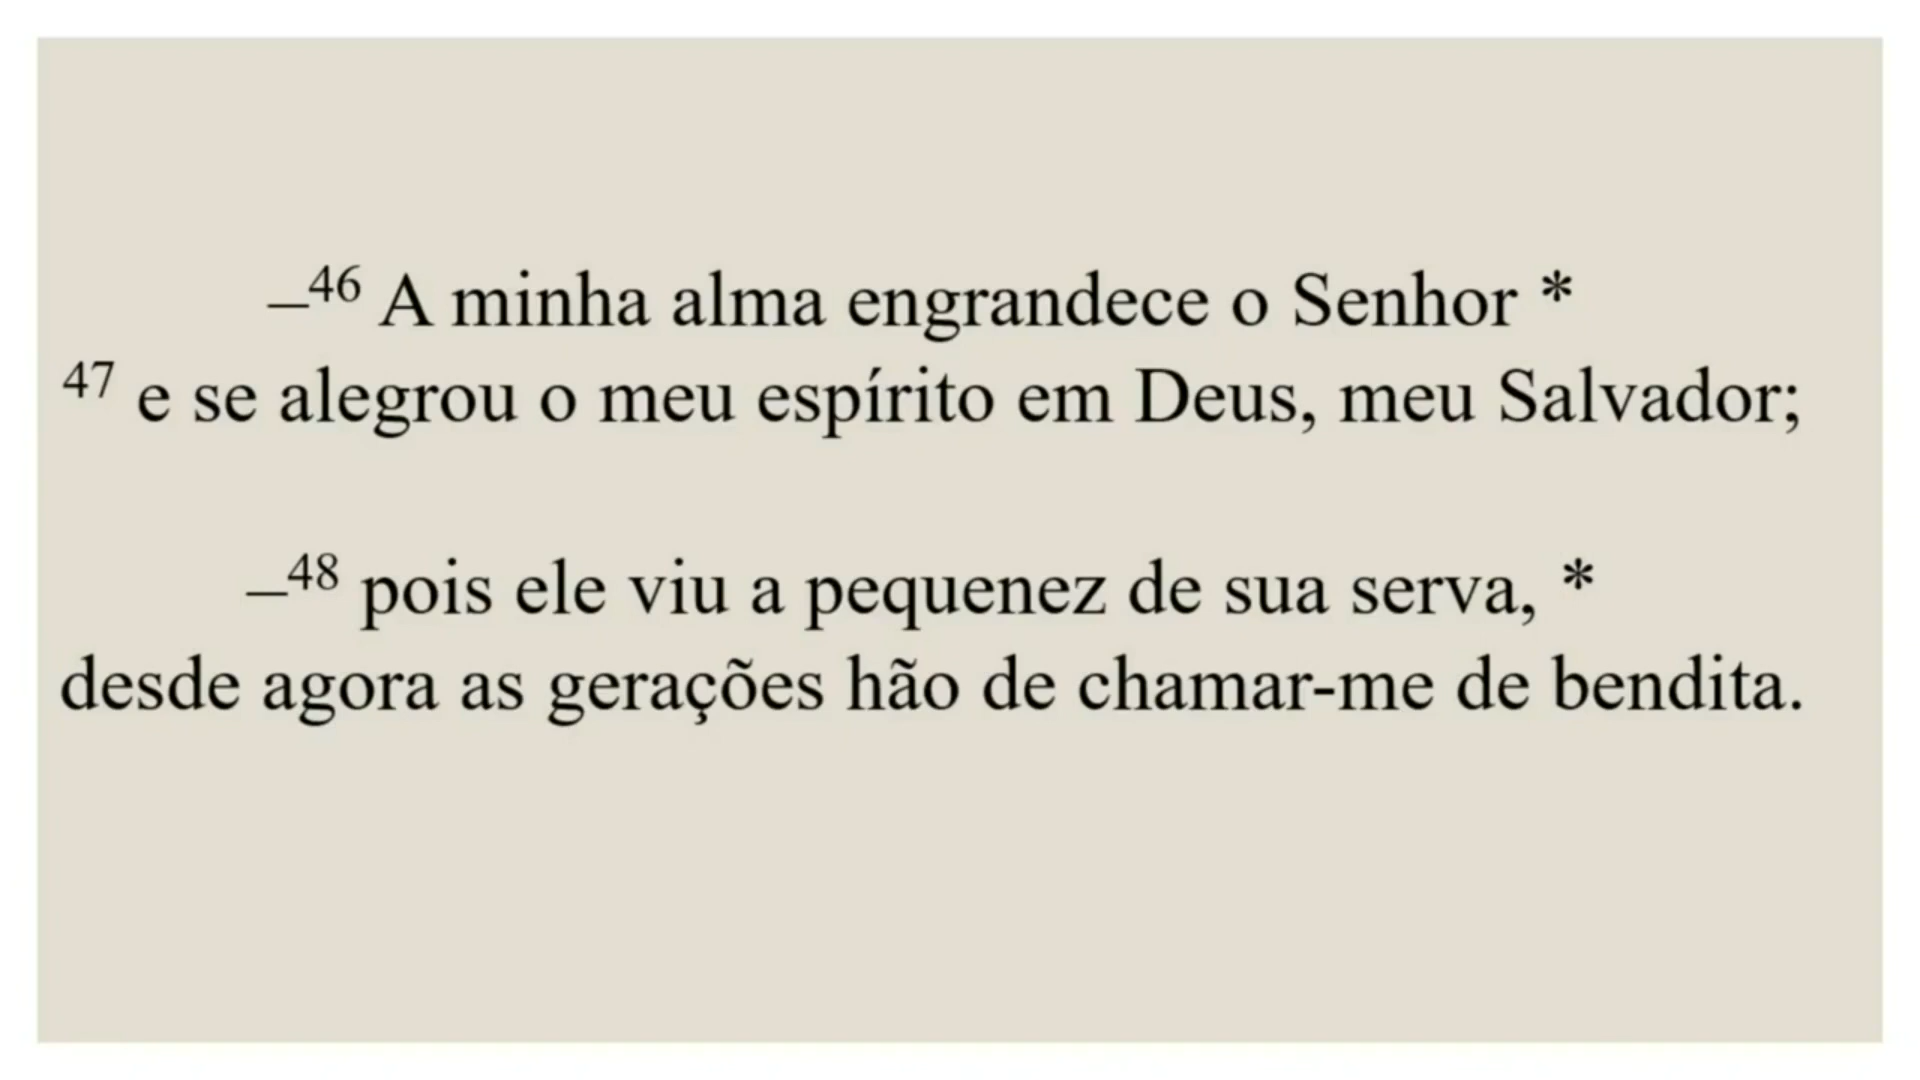 –46 A minha alma engrandece o Senhor *
47 e se alegrou o meu espírito em Deus, meu Salvador;
–48 pois ele viu a pequenez de sua serva, *
desde agora as gerações hão de chamar-me de bendita.